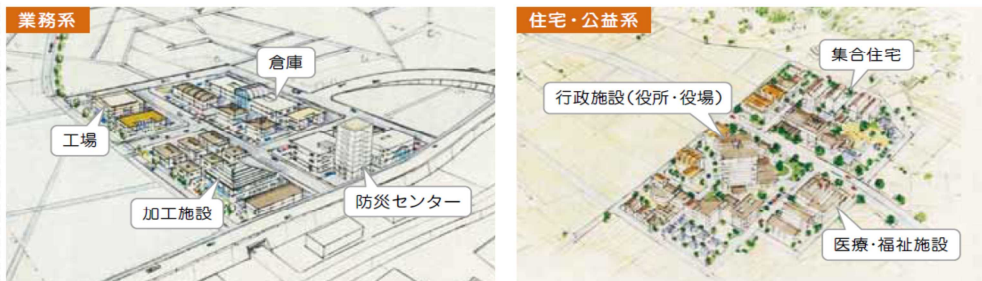 業務系
倉庫
工場
加工施設
防災センター
住宅・公益系
集合住宅
行政施設(役所・役場)
医療・福祉施設